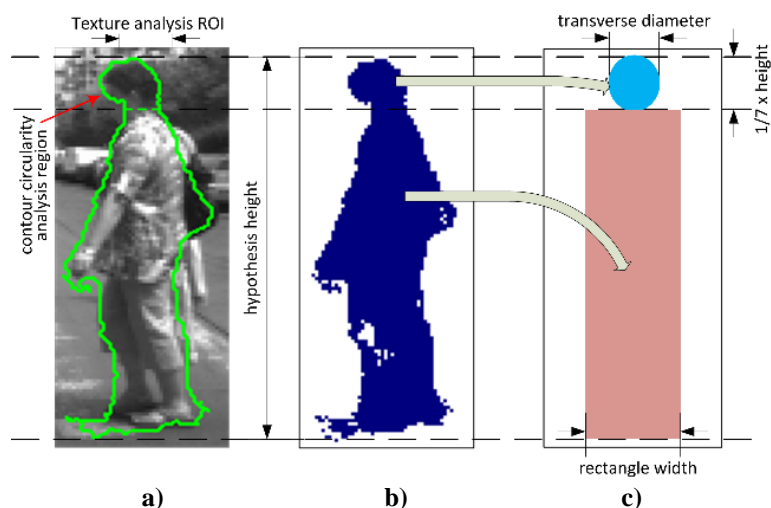 Texture analysis ROI
transverse diameter
1/7 x height
contour circularity
analysis region
hypothesis height
rectangle width
a)
b)
c)